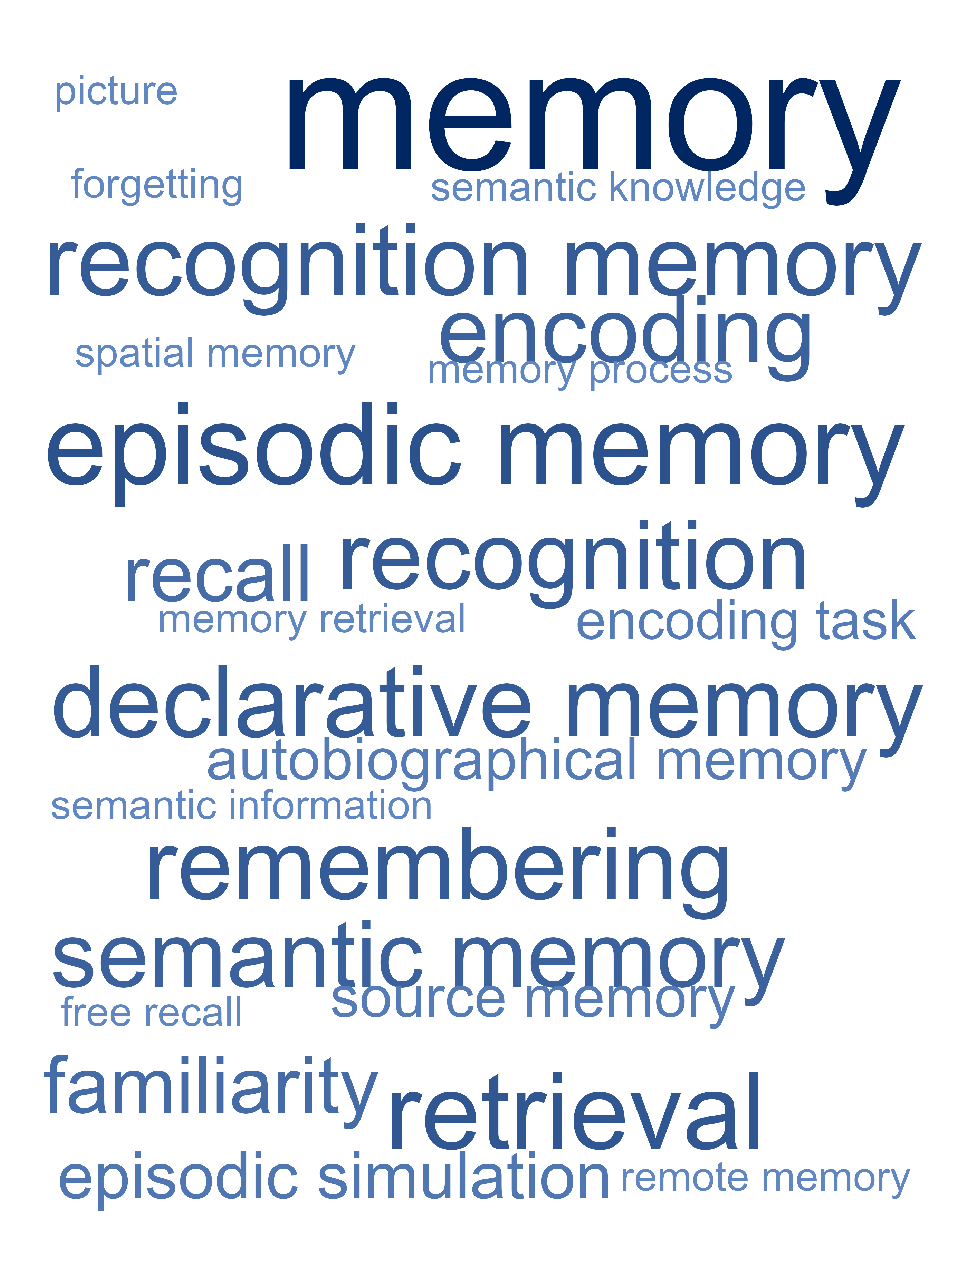 picture
memory
forgetting
semantic knowledge
recognition memory
encoding
spatial memory
memory process
episodic memory
recall
recognition
memory retrieval
encoding task
declarative memory
autobiographical memory
semantic information
remembering
semantic memory
source memory
free recall
familiarity
retrieval
episodic simulation
remote memory